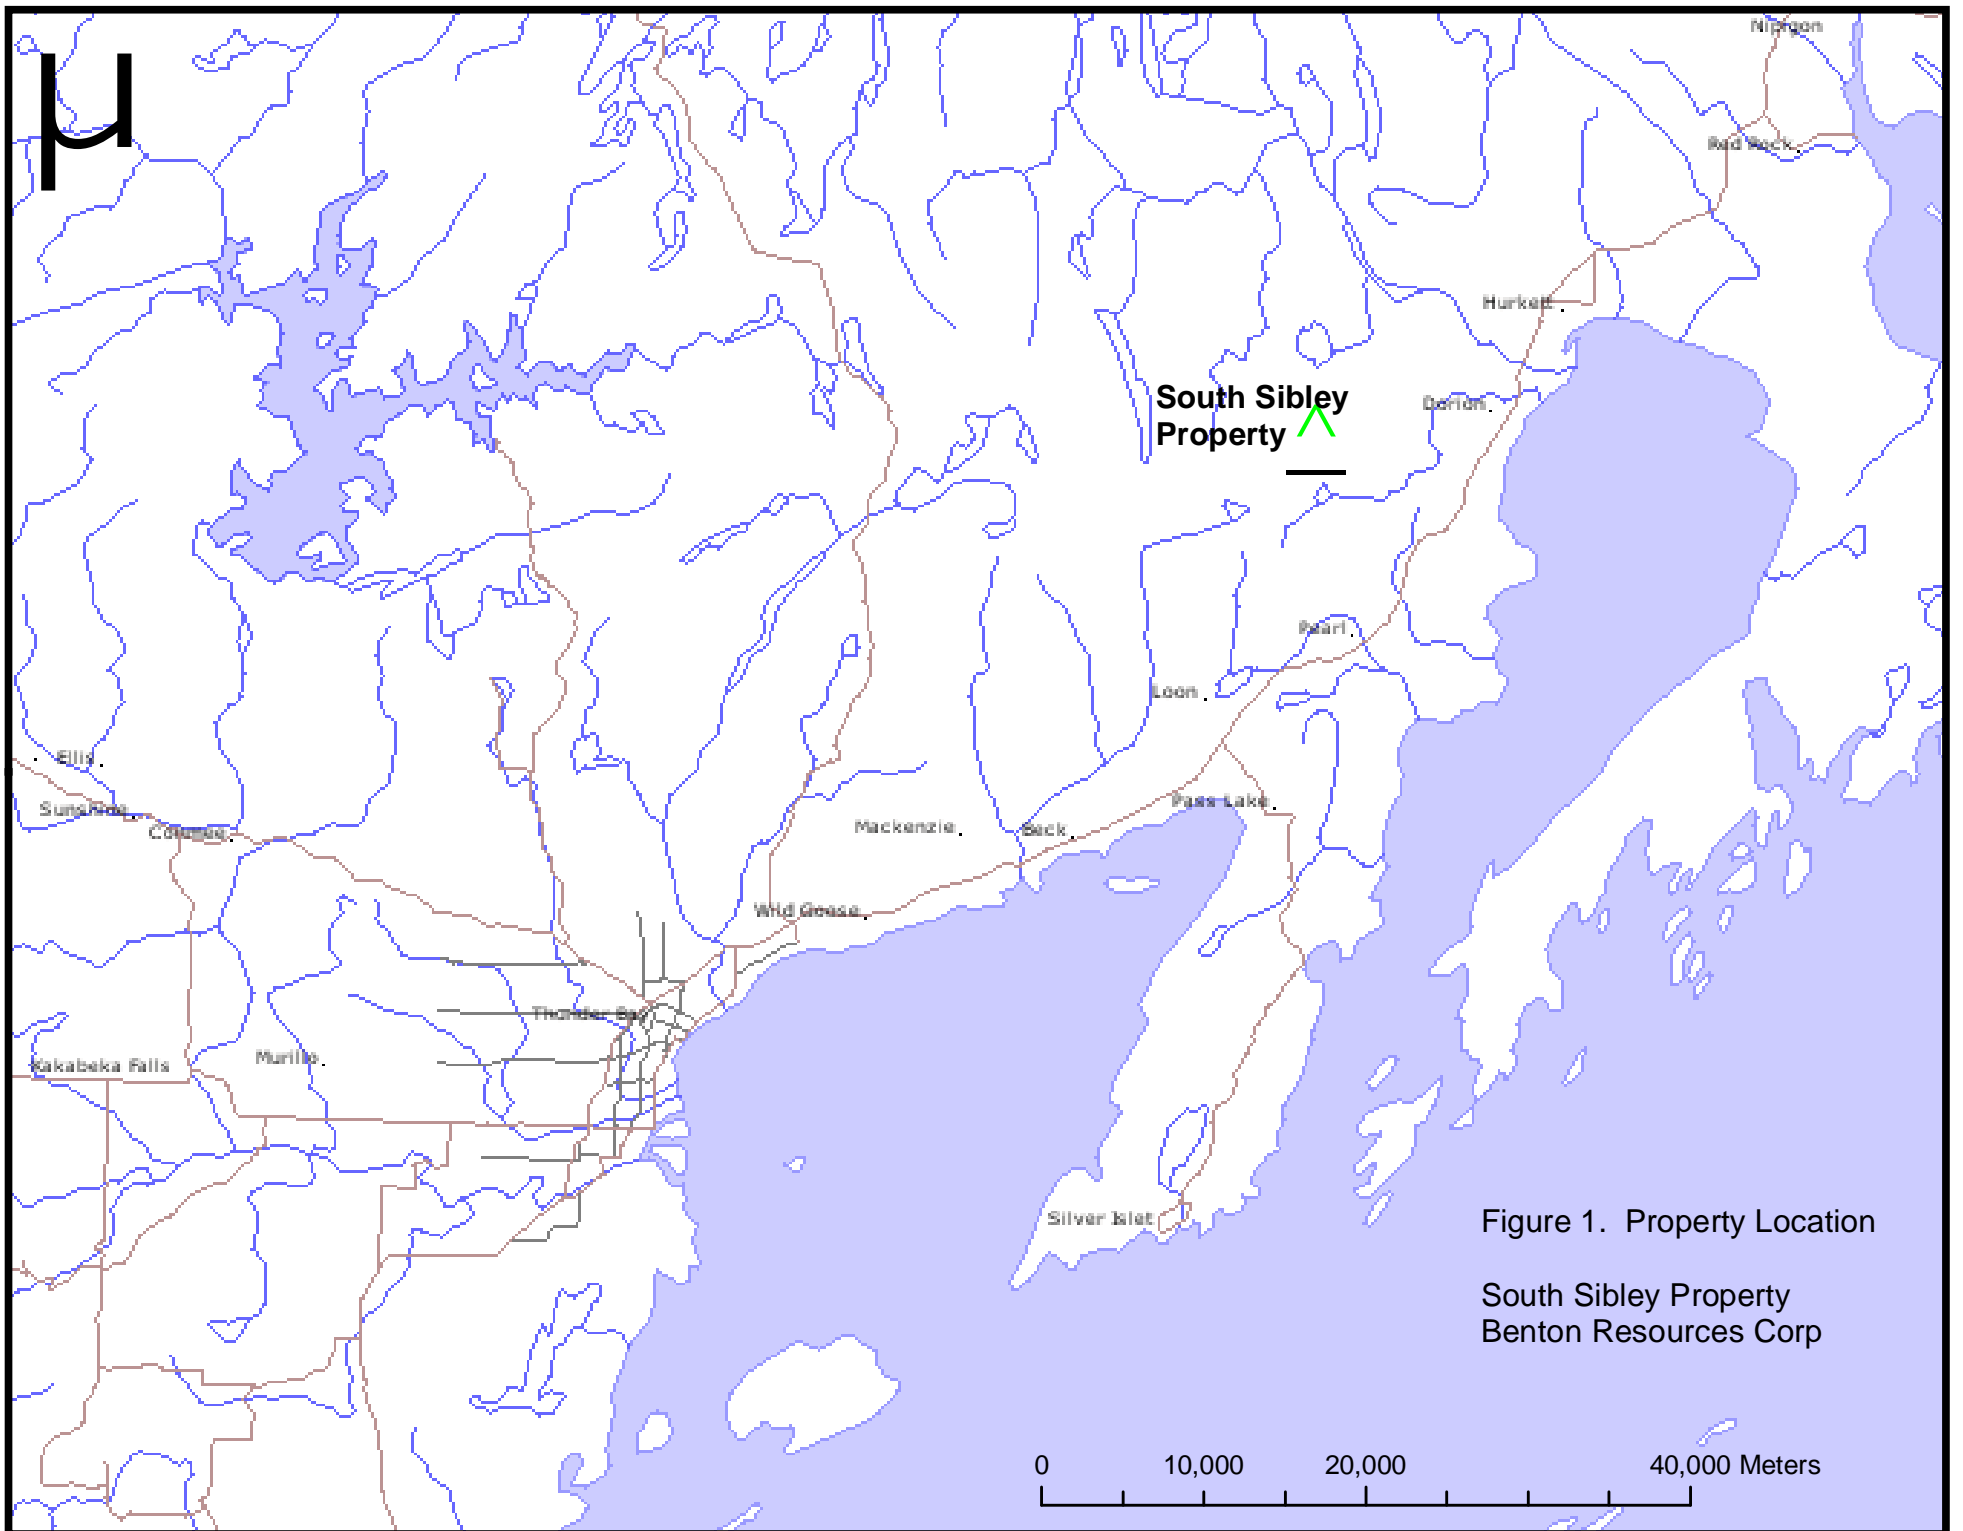 Nipigon
µ
Red Rock
Hurkett
South Sibley
Property
Dorion
Pearl
Loon
Ellis
Pass Lake
Sunshine
Mackenzie
Beck
Wild Goose
Thunder Bay
Kakabeka Falls
Murillo
Silver Islet
Figure 1. Property Location
South Sibley Property
Benton Resources Corp
0 10,000 20,000 40,000 Meters